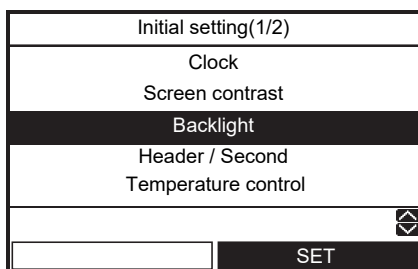 Initial setting(1/2)
Clock
Screen contrast
Backlight
Header / Second
Temperature control
SET